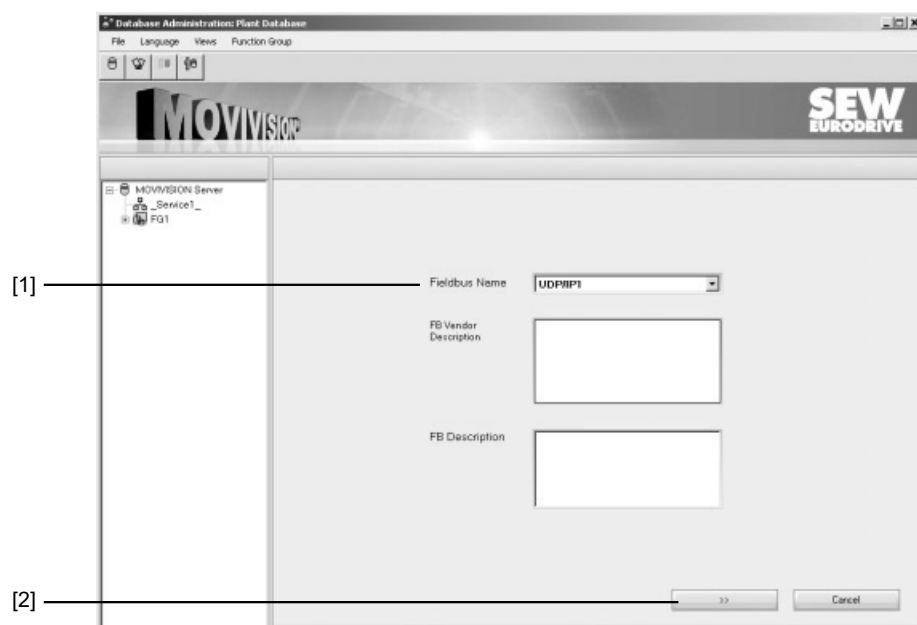 Database Administration: Plant Database
File Language Views Function Group
MOVIVISION®
SEW
EURODRIVE
MOVIVISION Server
_Service1_
FG1
[1]
Fieldbus Name
UDP/IP1
FB Vendor
Description
FB Description
[2]
>>
Cancel